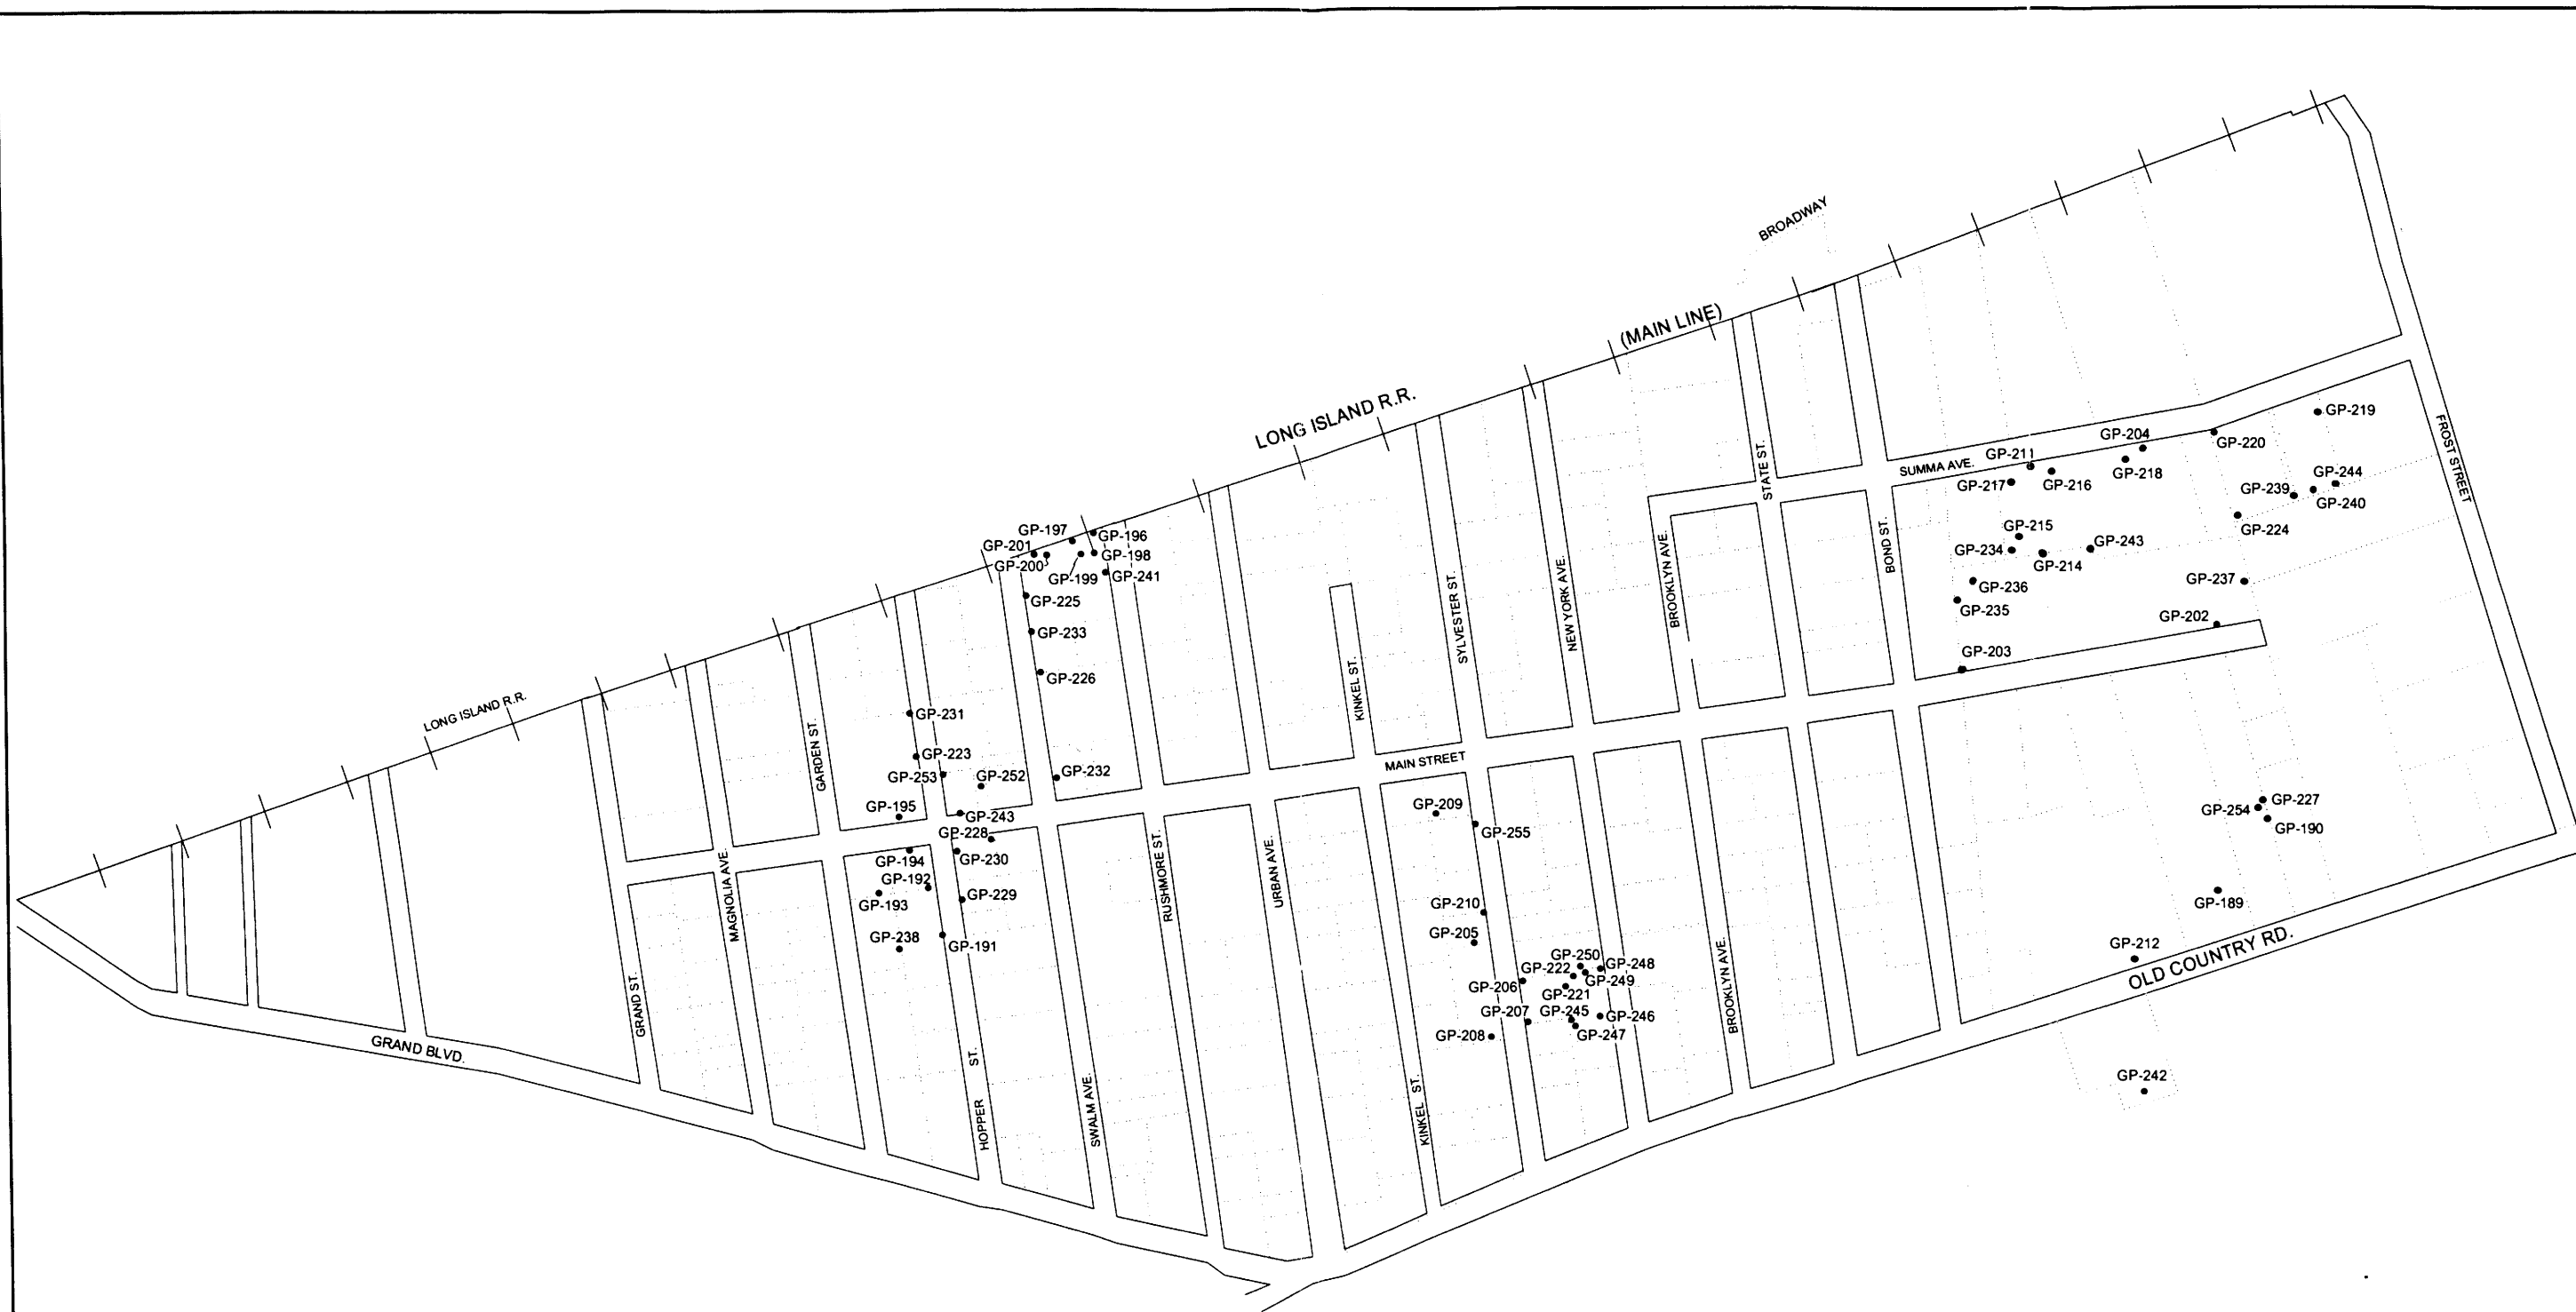 BROADWAY
(MAIN LINE)
LONG ISLAND R.R.
LONG ISLAND R.R.
FROST STREET
GP-219
GP-204
GP-220
GP-211
SUMMA AVE.
GP-218
GP-217
GP-216
GP-244
GP-239
GP-240
GP-224
STATE ST.
GP-215
GP-234
GP-243
GP-214
BOND ST.
GP-236
GP-237
GP-235
GP-202
GP-203
GP-197
GP-196
GP-201
GP-198
GP-200
GP-199
GP-241
GP-225
GP-233
GP-226
BROOKLYN AVE.
NEW YORK AVE.
SYLVESTER ST.
KINKEL ST.
GARDEN ST.
GP-231
GP-223
GP-253
GP-252
GP-232
MAIN STREET
GP-195
GP-243
GP-228
GP-194
GP-230
GP-192
GP-193
GP-229
GP-238
GP-191
MAGNOLIA AVE.
RUSHMORE ST.
URBAN AVE.
GP-209
GP-255
GP-210
GP-205
GP-250
GP-248
GP-222
GP-249
GP-206
GP-221
GP-207
GP-245
GP-246
GP-208
GP-247
BROOKLYN AVE.
GP-227
GP-254
GP-190
GP-189
GP-212
OLD COUNTRY RD.
GP-242
GRAND ST.
GRAND BLVD.
HOPPER ST.
SWALM AVE.
KINKEL ST.